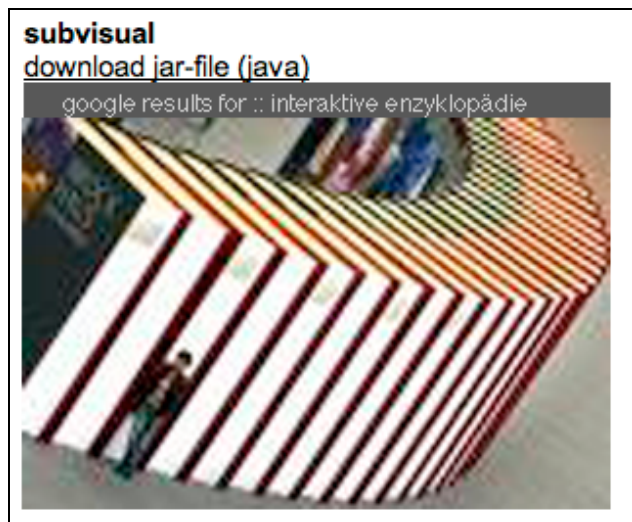 subvisual
download jar-file (java)
google results for :: interaktive enzyklopädie